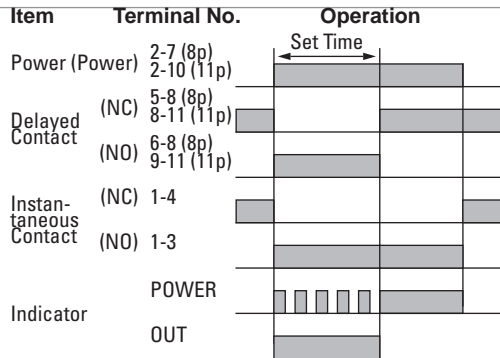 Item Terminal No. Operation
Set Time
Power (Power) 2-7 (8p)
2-10 (11p)
Delayed
Contact
(NC) 5-8 (8p)
8-11 (11p)
(NO) 6-8 (8p)
9-11 (11p)
Instan-
taneous
Contact
(NC) 1-4
(NO) 1-3
Indicator
POWER
OUT